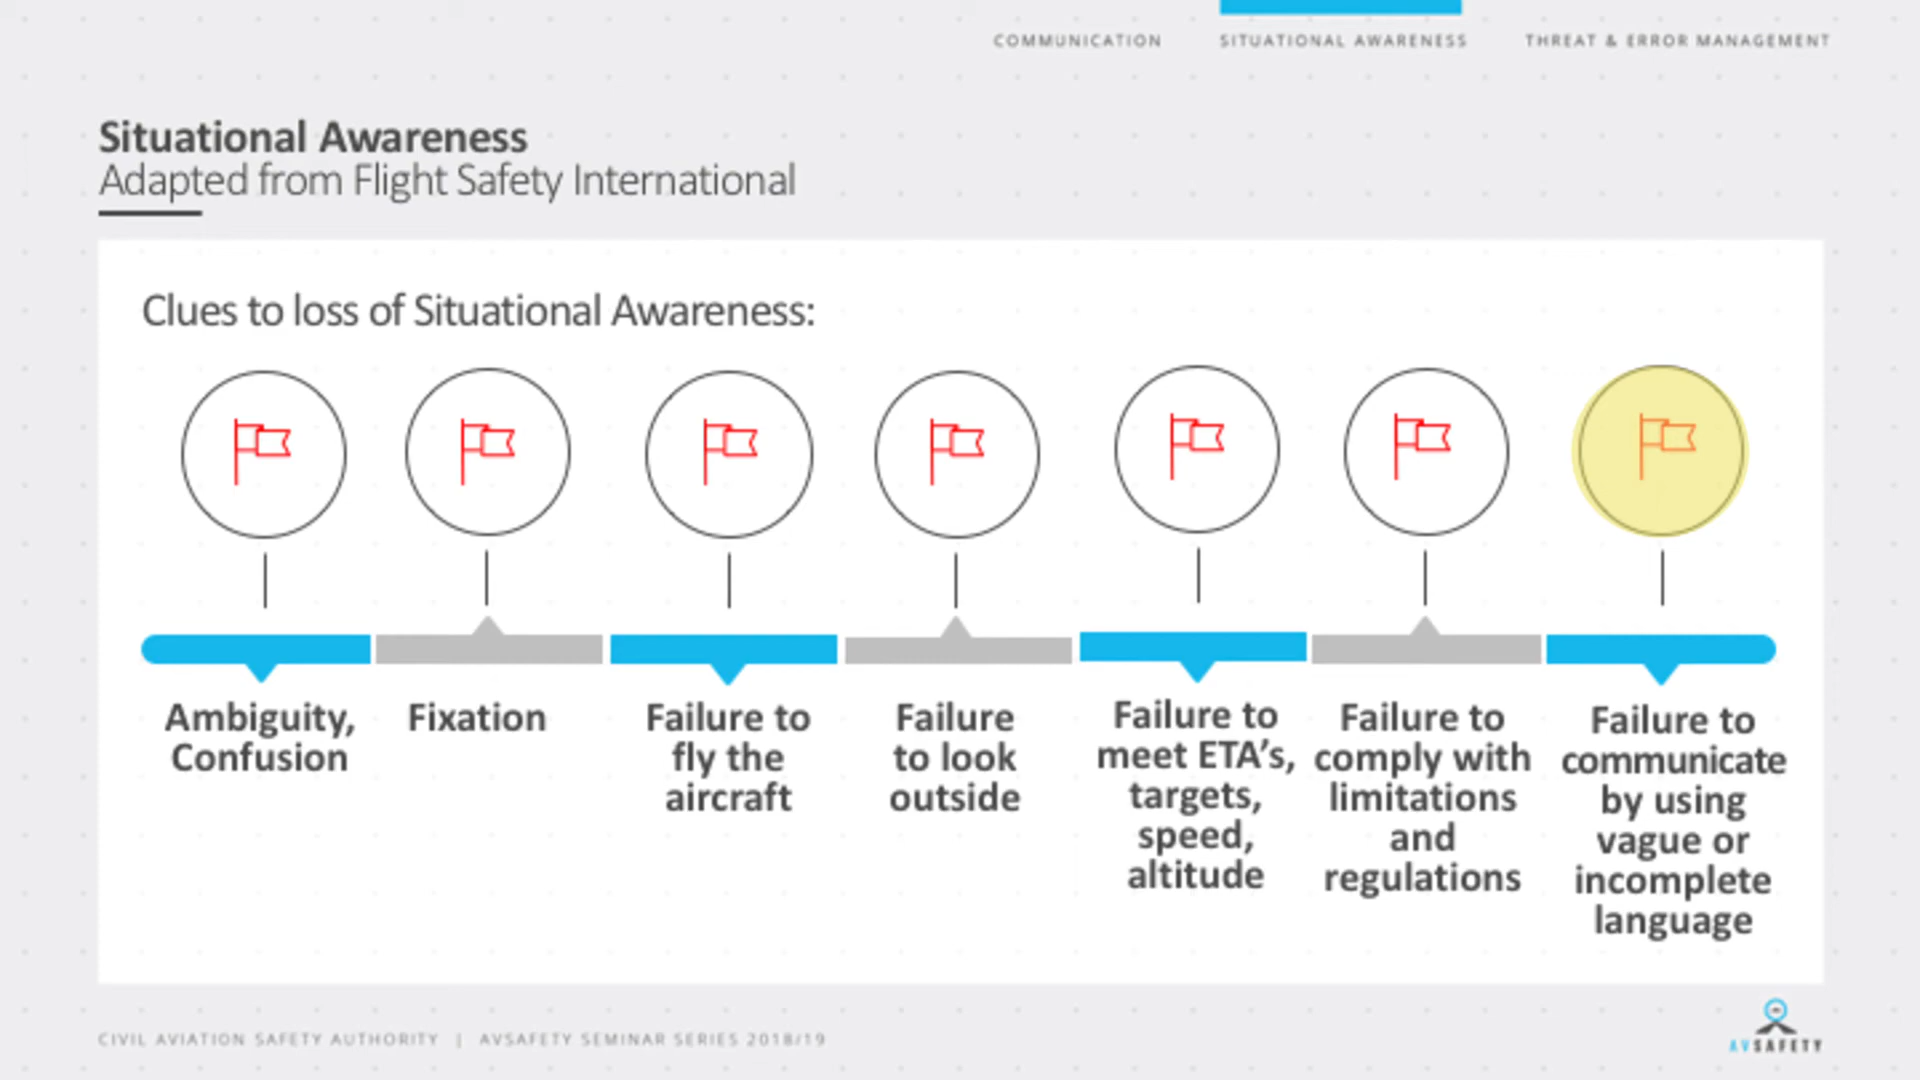 COMMUNICATION
SITUATIONAL AWARENESS
THREAT & ERROR MANAGEMENT
Situational Awareness
Adapted from Flight Safety International
Clues to loss of Situational Awareness:
Ambiguity,
Confusion
Fixation
Failure to
fly the
aircraft
Failure
to look
outside
Failure to
meet ETA’s,
targets,
speed,
altitude
Failure to
comply with
limitations
and
regulations
Failure to
communicate
by using
vague or
incomplete
language
CIVIL AVIATION SAFETY AUTHORITY | AVSAFETY SEMINAR SERIES 2018/19
AVSAFETY